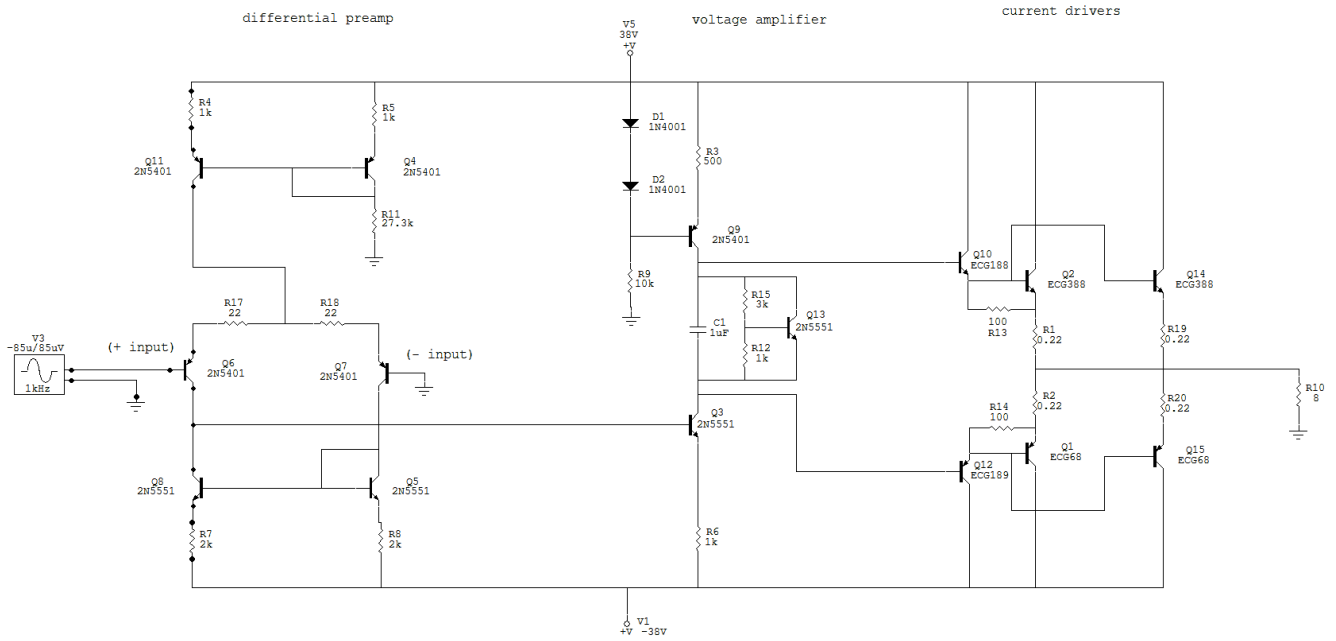 differential preamp
voltage amplifier
current drivers
V5
38V
+V
R4
1k
R5
1k
D1
1N4001
R3
500
Q11
2N5401
Q4
2N5401
D2
1N4001
R11
27.3k
Q9
2N5401
Q10
ECG188
Q2
ECG388
Q14
ECG388
R9
10k
R15
3k
Q13
2N5551
C1
1uF
R12
1k
100
R13
R1
0.22
R19
0.22
R17
22
R18
22
V3
-85u/85uV
1kHz
(+ input)
Q6
2N5401
Q7
2N5401
(- input)
R10
8
R2
0.22
R20
0.22
R14
100
Q3
2N5551
Q1
ECG68
Q15
ECG68
Q12
ECG189
Q8
2N5551
Q5
2N5551
R7
2k
R8
2k
R6
1k
V1
+V -38V